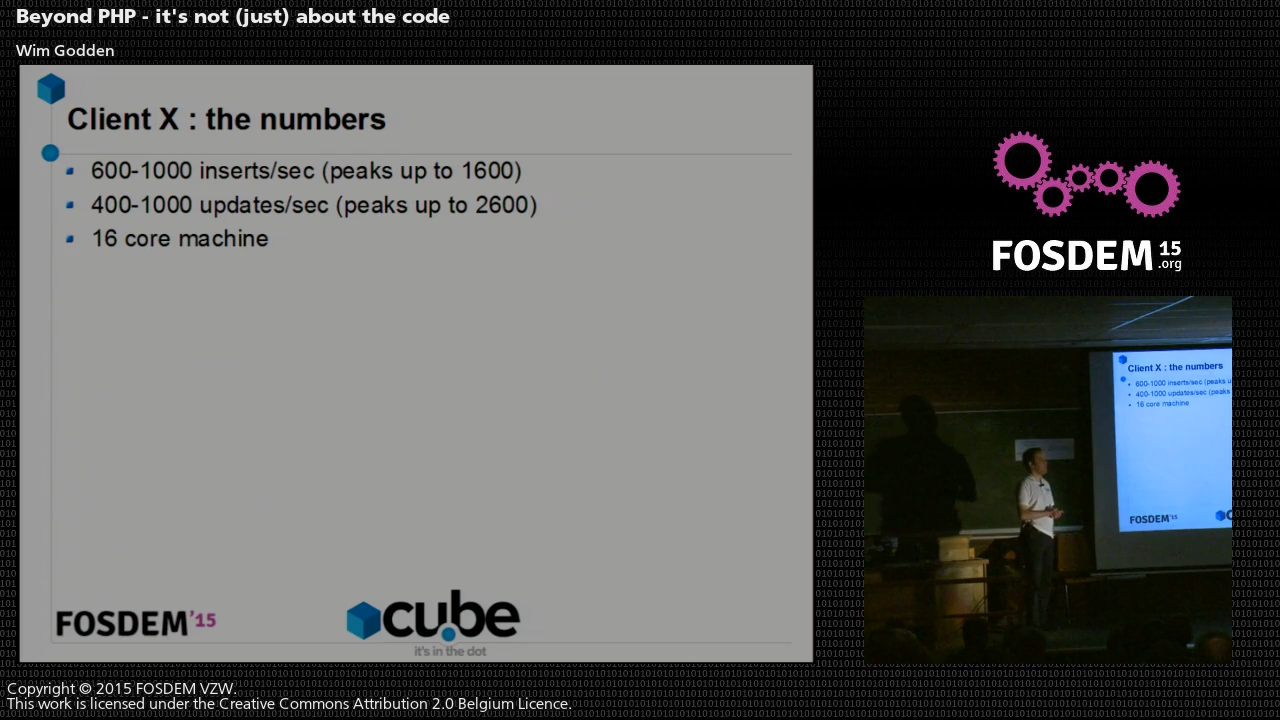 Beyond PHP - it's not (just) about the code
Wim Godden
Client X : the numbers
600-1000 inserts/sec (peaks up to 1600)
400-1000 updates/sec (peaks up to 2600)
16 core machine
FOSDEM'15
cube
it's in the dot
FOSDEM 15
.org
Client X : the numbers
600-1000 inserts/sec (peaks u
400-1000 updates/sec (peaks
16 core machine
FOSDEM'15
Copyright © 2015 FOSDEM VZW.
This work is licensed under the Creative Commons Attribution 2.0 Belgium Licence.